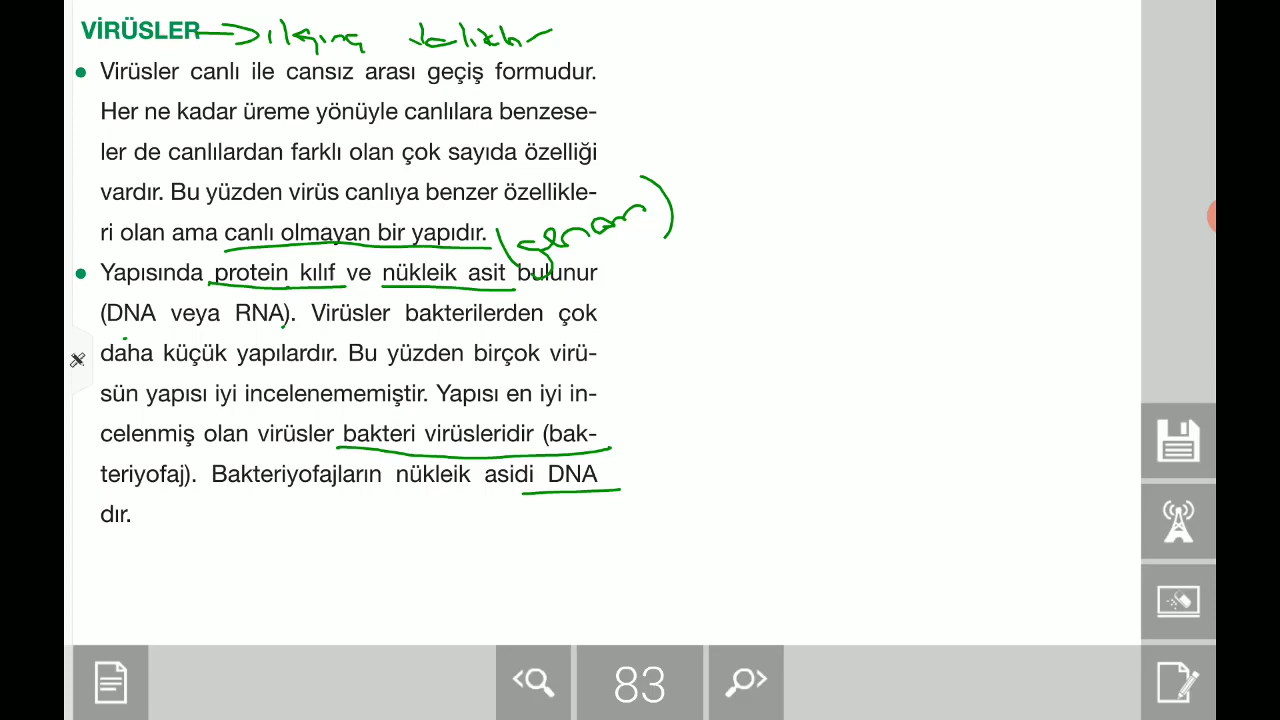 VİRÜSLER
• Virüsler canlı ile cansız arası geçiş formudur.
Her ne kadar üreme yönüyle canlılara benzese-
ler de canlılardan farklı olan çok sayıda özelliği
vardır. Bu yüzden virüs canlıya benzer özellikle-
ri olan ama canlı olmayan bir yapıdır. (genom)
• Yapısında protein kılıf ve nükleik asit bulunur
(DNA veya RNA). Virüsler bakterilerden çok
daha küçük yapılardır. Bu yüzden birçok virü-
sün yapısı iyi incelenememiştir. Yapısı en iyi in-
celenmiş olan virüsler bakteri virüsleridir (bak-
teriyofaj). Bakteriyofajların nükleik asidi DNA
dır.
83